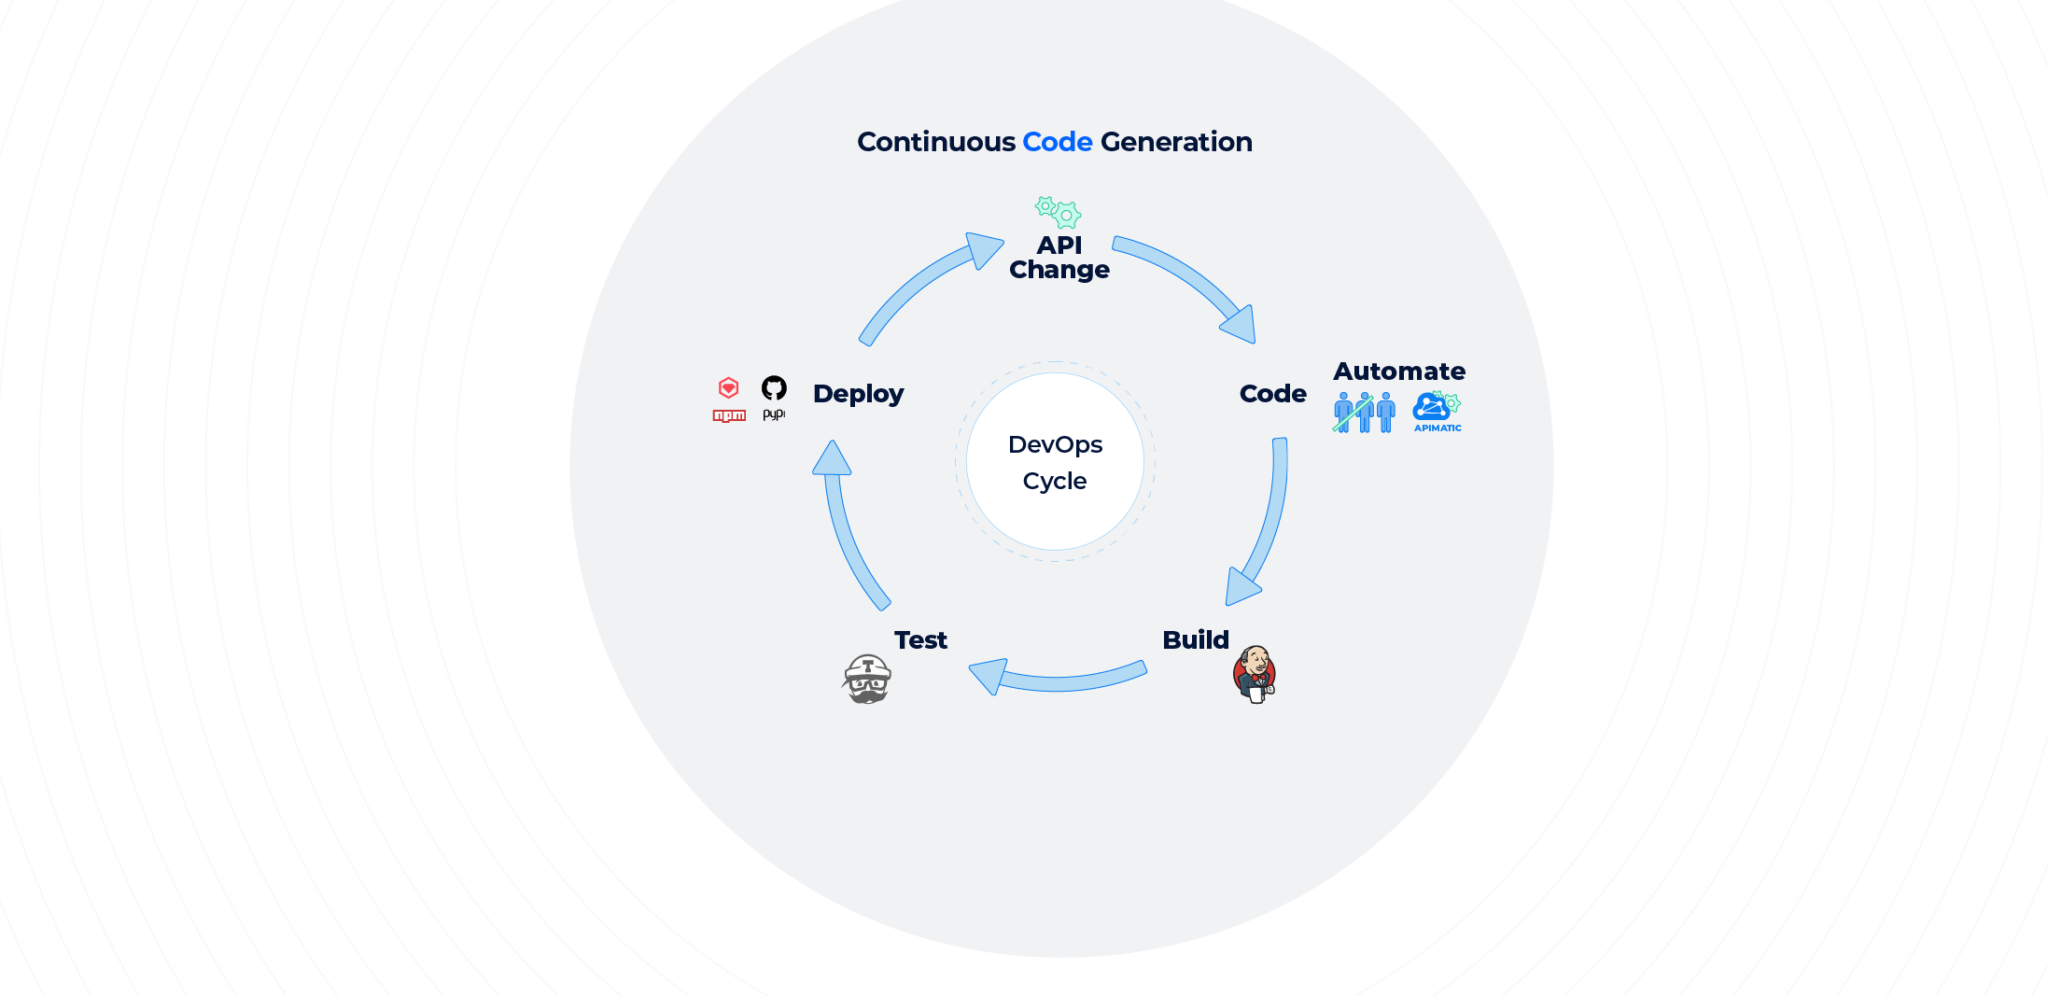 Continuous Code Generation
API
Change
Automate
Code
APIMATIC
Deploy
npm
pypi
DevOps
Cycle
Test
T
Build